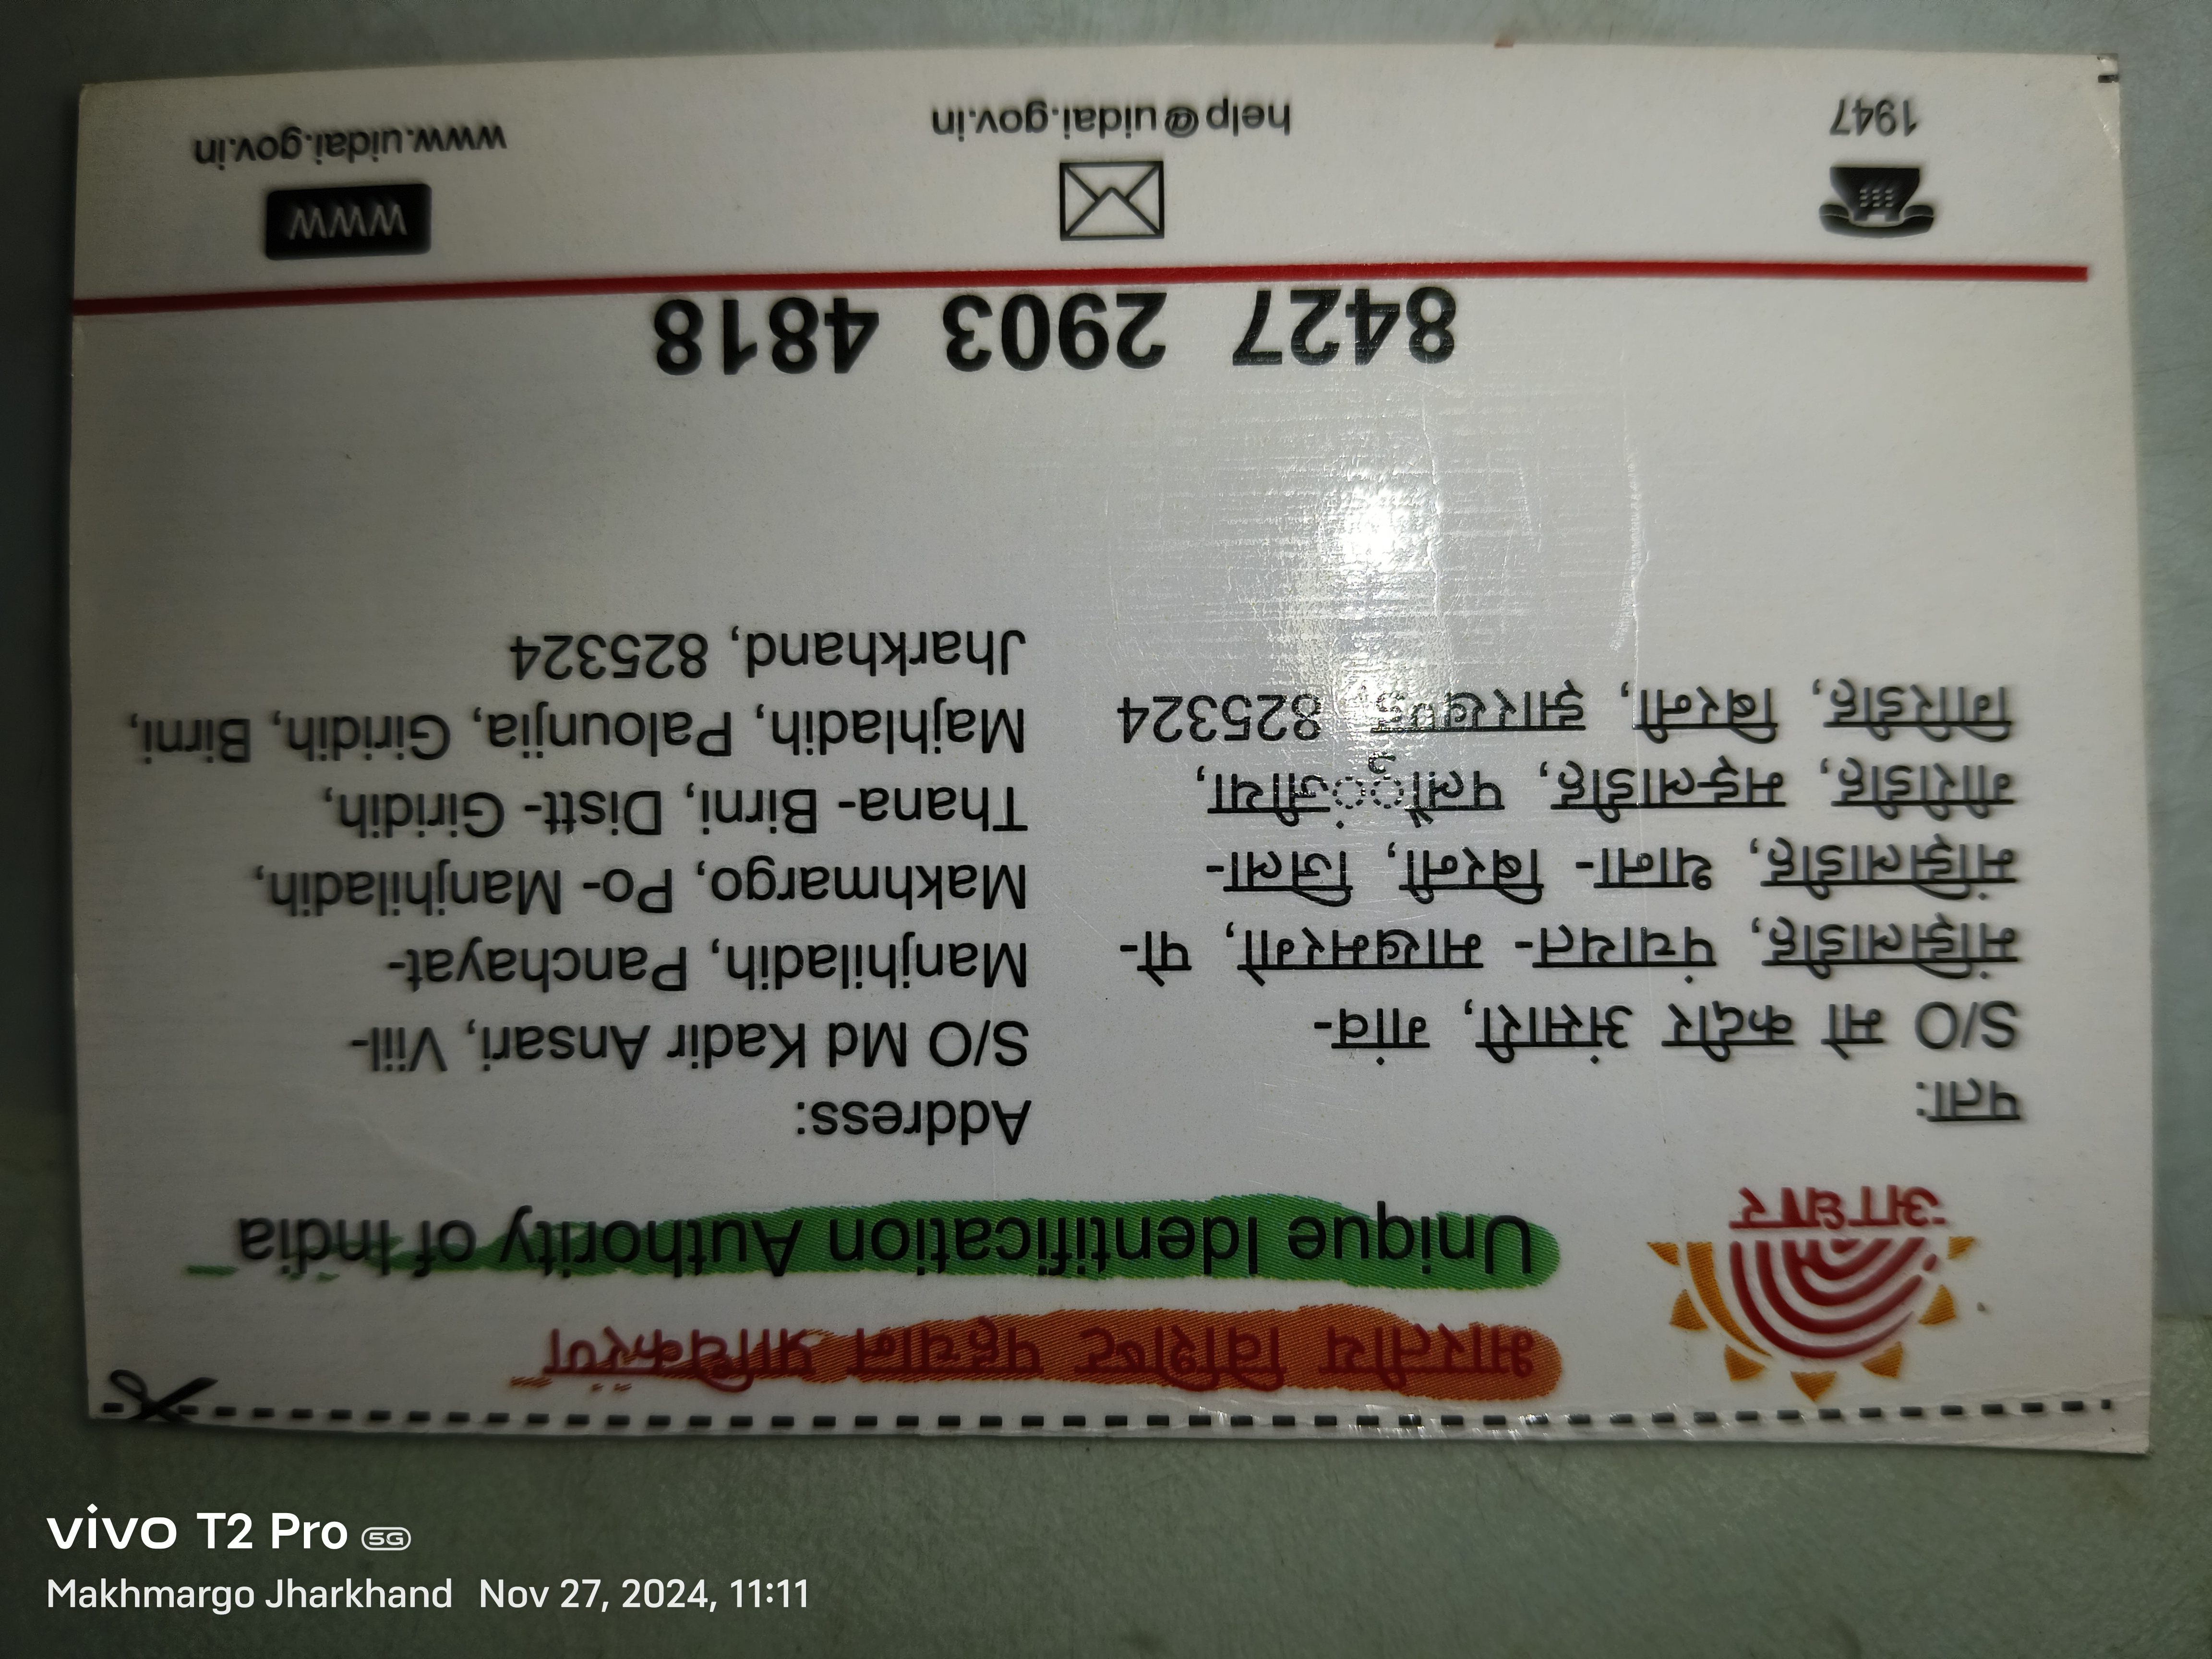 भारतीय विशिष्ट पहचान प्राधिकरण
Unique Identification Authority of India
आधार
पता:
S/O मो कदीर अंसारी, गांव-
मंझिलाडीह, पंचायत- माखमरगो, पो-
मंझिलाडीह, थाना- बिरनी, जिला-
गीरीडीह, मझ्लाडीह,
गिरिडीह, बिरनी, झारखण्ड, 825324
Address:
S/O Md Kadir Ansari, Viil-
Manjhiladih, Panchayat-
Makhmargo, Po- Manjhiladih,
Thana- Birni, Distt- Giridih,
Majhladih, Palounjia, Giridih, Birni,
Jharkhand, 825324
8427 2903 4818
1947
help@uidai.gov.in
WWW
www.uidai.gov.in
vivo T2 Pro 5G
Makhmargo Jharkhand Nov 27, 2024, 11:11